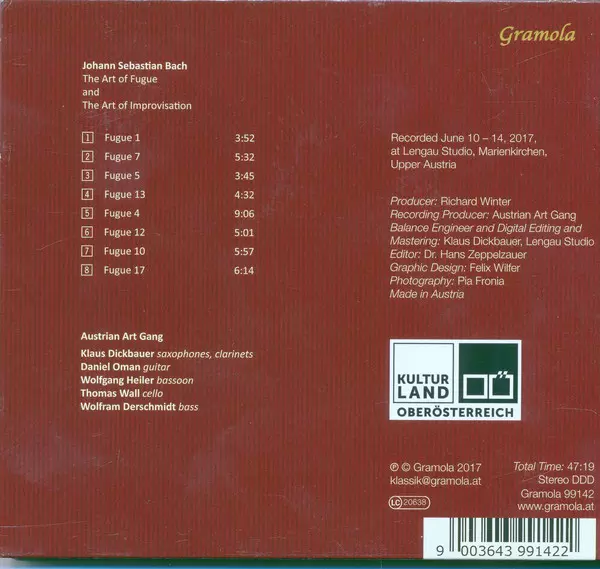 Gramola
Johann Sebastian Bach
The Art of Fugue
and
The Art of Improvisation
1 Fugue 1 3:52
2 Fugue 7 5:32
3 Fugue 5 3:45
4 Fugue 13 4:32
5 Fugue 4 9:06
6 Fugue 12 5:01
7 Fugue 10 5:57
8 Fugue 17 6:14
Austrian Art Gang
Klaus Dickbauer saxophones, clarinets
Daniel Oman guitar
Wolfgang Heiler bassoon
Thomas Wall cello
Wolfram Derschmidt bass
Recorded June 10 – 14, 2017,
at Lengau Studio, Marienkirchen,
Upper Austria
Producer: Richard Winter
Recording Producer: Austrian Art Gang
Balance Engineer and Digital Editing and
Mastering: Klaus Dickbauer, Lengau Studio
Editor: Dr. Hans Zeppelzauer
Graphic Design: Felix Wilfer
Photography: Pia Fronia
Made in Austria
KULTUR
LAND
OBERÖSTERREICH
℗ © Gramola 2017
klassik@gramola.at
LC 20638
Total Time: 47:19
Stereo DDD
Gramola 99142
www.gramola.at
9 003643 991422